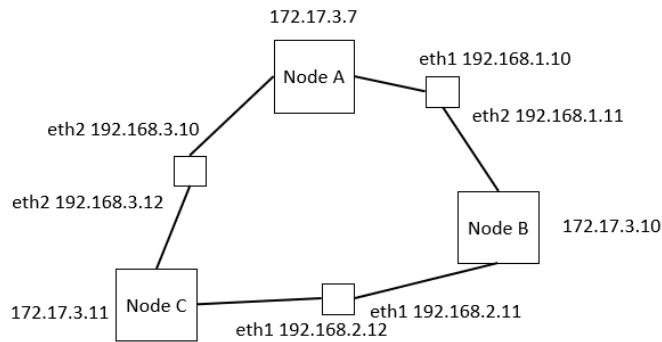 172.17.3.7
Node A
eth1 192.168.1.10
eth2 192.168.1.11
eth2 192.168.3.10
eth2 192.168.3.12
Node B
172.17.3.10
172.17.3.11
Node C
eth1 192.168.2.11
eth1 192.168.2.12